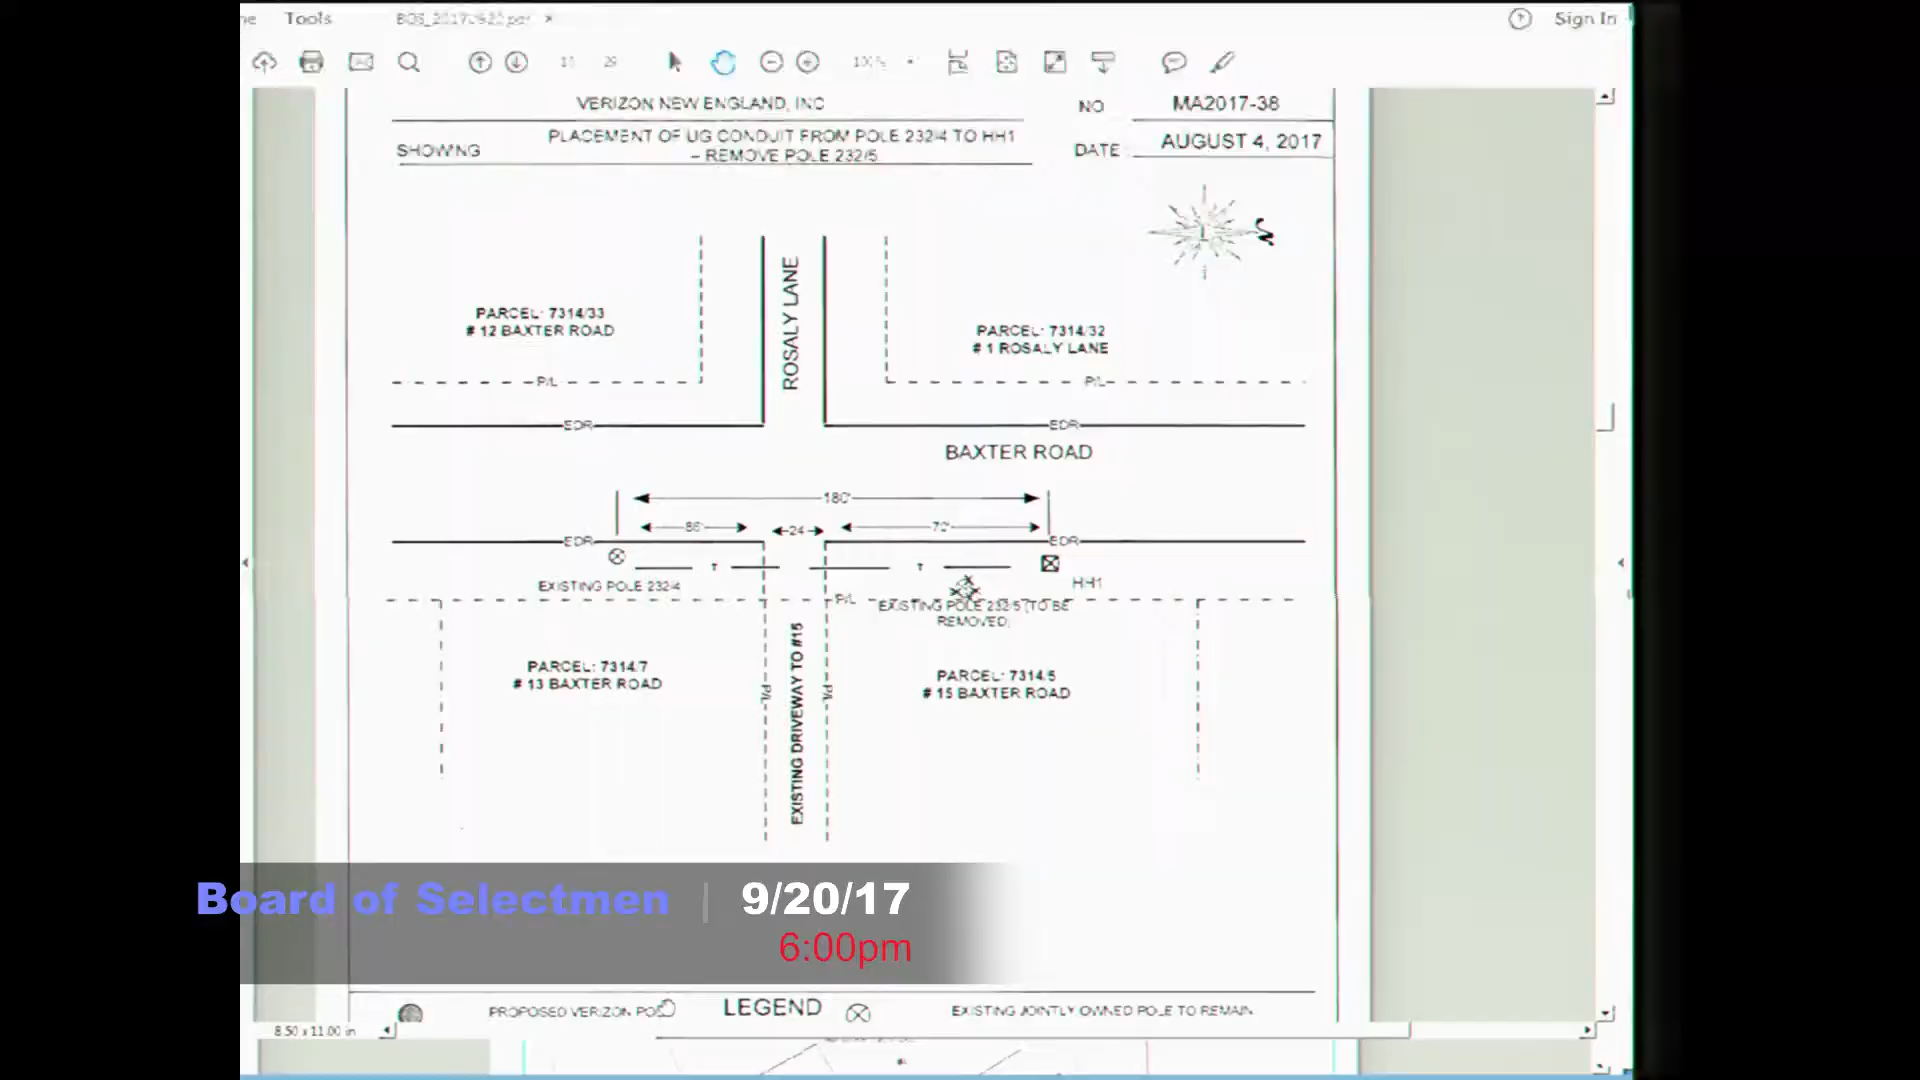 Tools
Sign In
VERIZON NEW ENGLAND, INC
NO MA2017-38
SHOWING PLACEMENT OF UG CONDUIT FROM POLE 232/4 TO HH1
– REMOVE POLE 232/5
DATE AUGUST 4, 2017
ROSALY LANE
PARCEL: 7314/33
# 12 BAXTER ROAD
PARCEL: 7314/32
# 1 ROSALY LANE
P/L
P/L
EOR
EOR
BAXTER ROAD
180'
24
EOR
EOR
T
T
EXISTING POLE 232/4
HH1
P/L
EXISTING POLE 232/5 (TO BE
REMOVED)
EXISTING DRIVEWAY TO #15
PARCEL: 7314/7
# 13 BAXTER ROAD
P/L
P/L
PARCEL: 7314/5
# 15 BAXTER ROAD
Board of Selectmen | 9/20/17
6:00pm
PROPOSED VERIZON
LEGEND
EXISTING JOINTLY OWNED POLE TO REMAIN
8.50 x 11.00 in